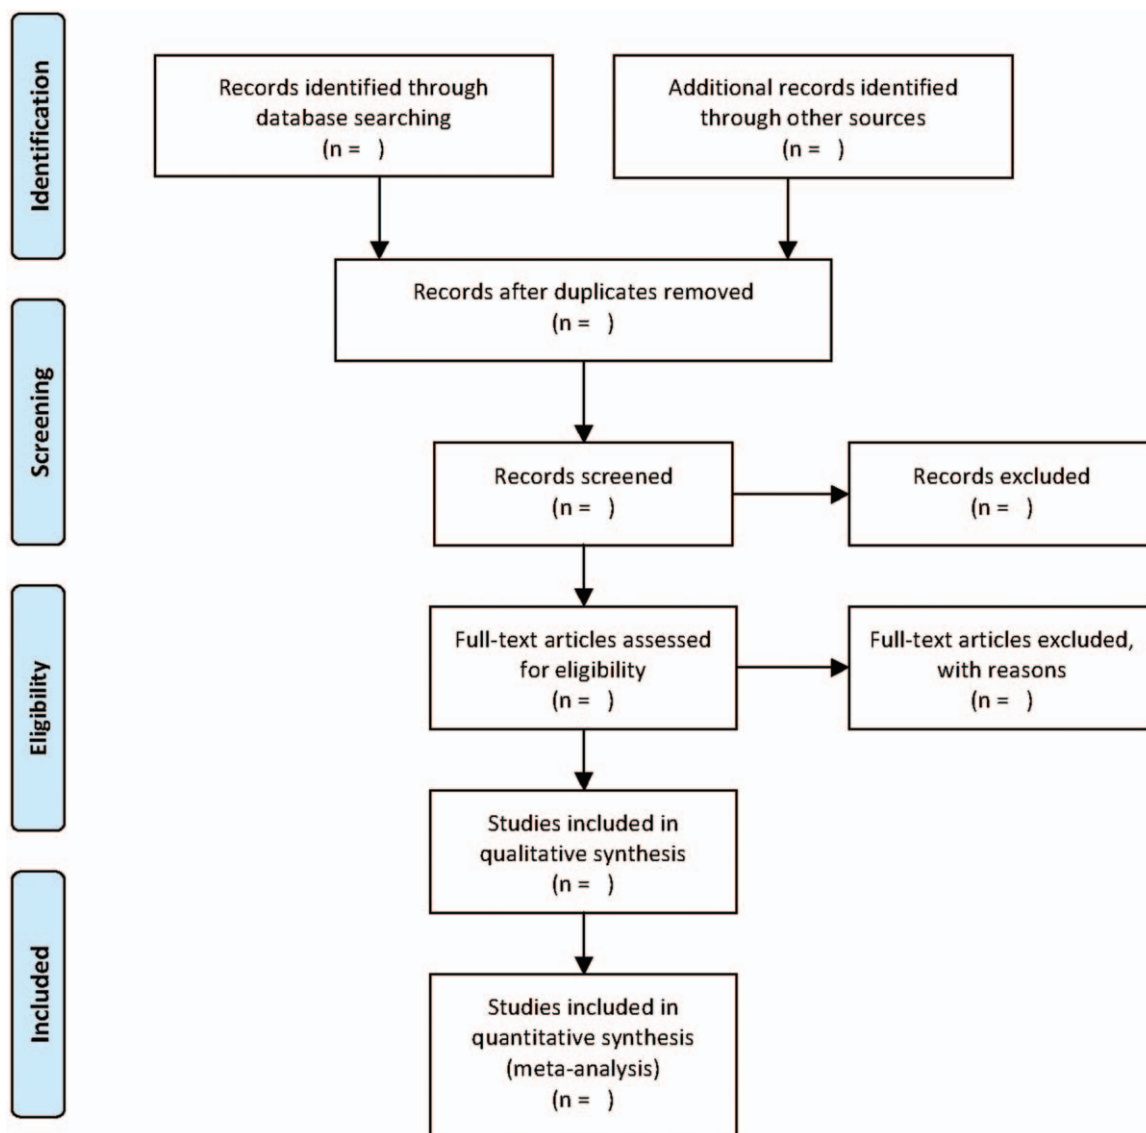 Identification
Records identified through
database searching
(n =   )
Additional records identified
through other sources
(n =   )
Records after duplicates removed
(n =   )
Screening
Records screened
(n =   )
Records excluded
(n =   )
Eligibility
Full-text articles assessed
for eligibility
(n =   )
Full-text articles excluded,
with reasons
(n =   )
Studies included in
qualitative synthesis
(n =   )
Included
Studies included in
quantitative synthesis
(meta-analysis)
(n =   )